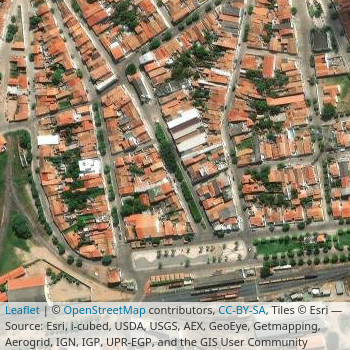 Leaflet | © OpenStreetMap contributors, CC-BY-SA, Tiles © Esri —
Source: Esri, i-cubed, USDA, USGS, AEX, GeoEye, Getmapping,
Aerogrid, IGN, IGP, UPR-EGP, and the GIS User Community